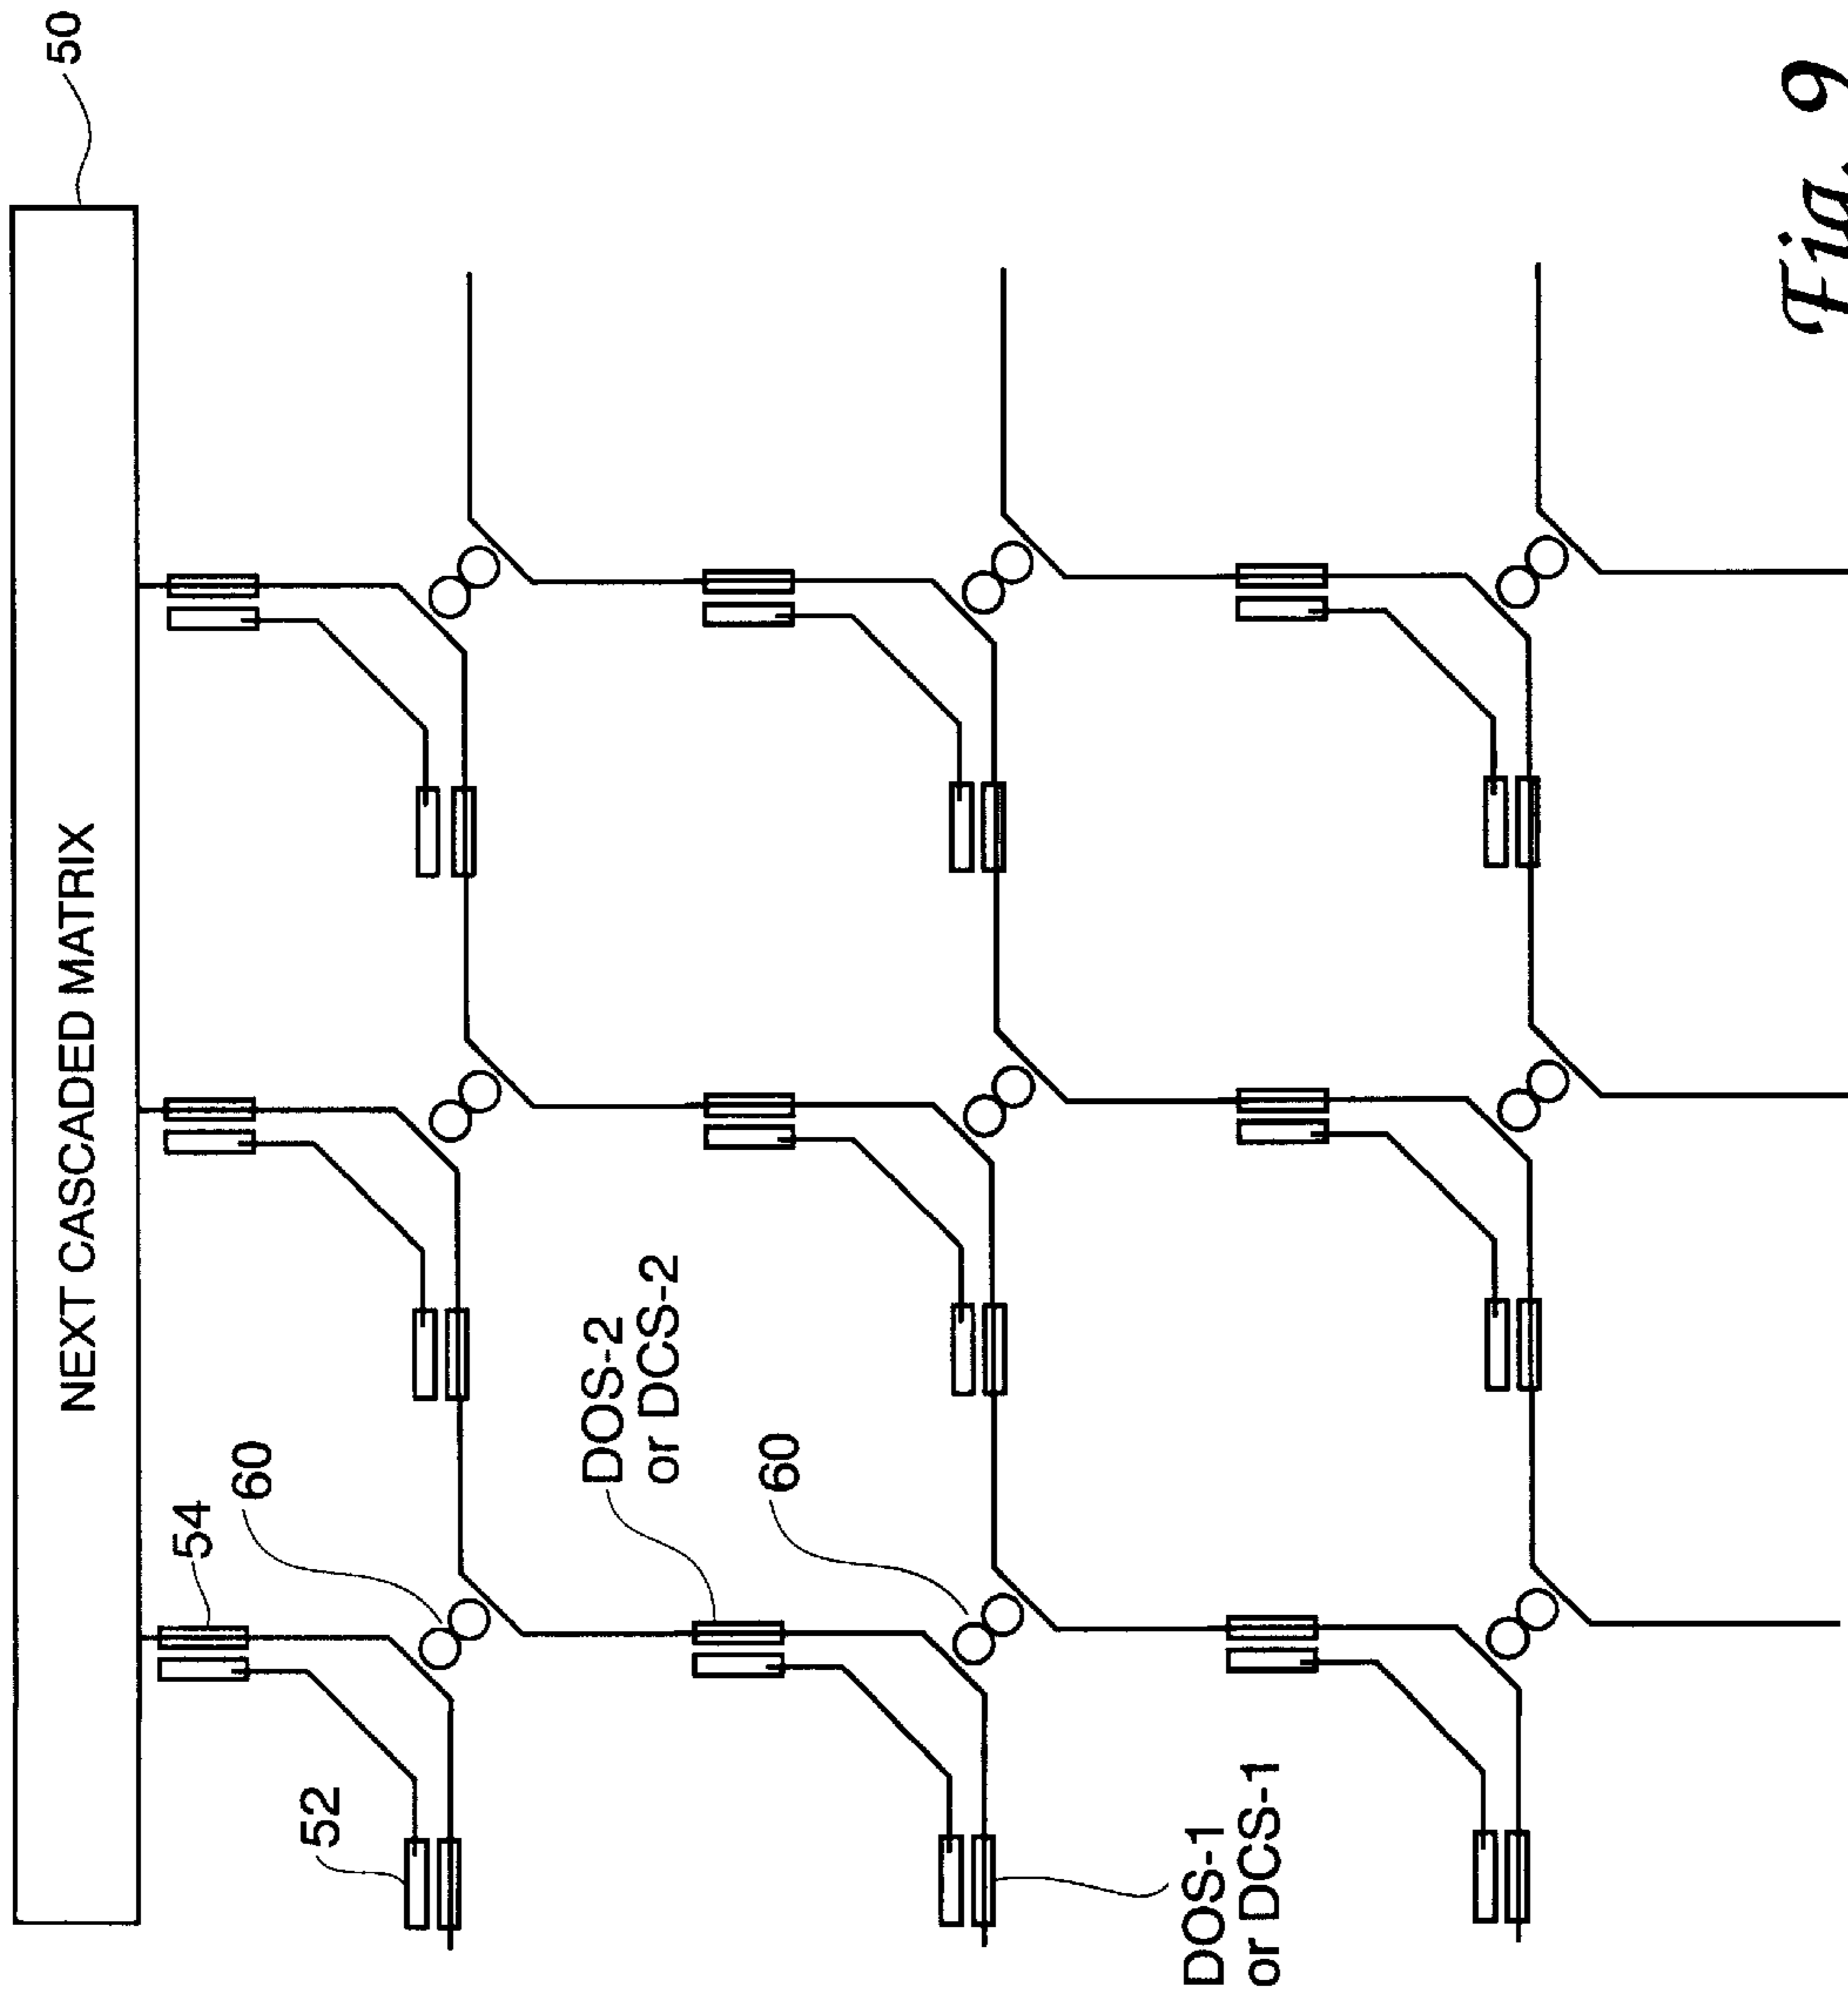 50
NEXT CASCADED MATRIX
54
60
DOS-2
or DCS-2
60
52
DOS-1
or DCS-1
Fig. 9